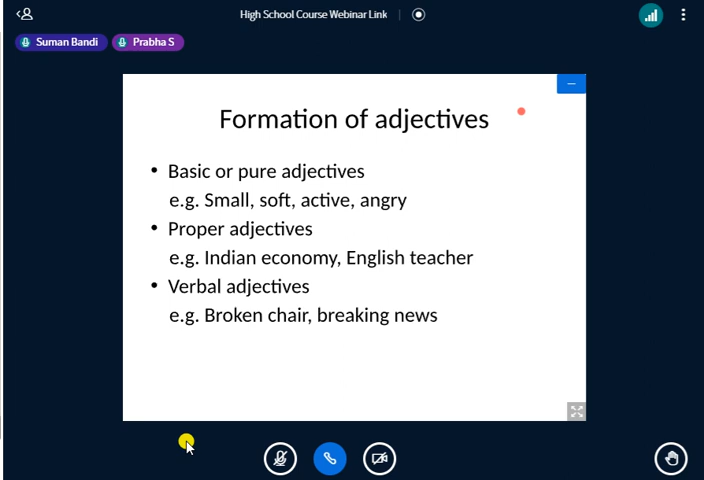 High School Course Webinar Link
Suman Bandi
Prabha S
Formation of adjectives
• Basic or pure adjectives
e.g. Small, soft, active, angry
• Proper adjectives
e.g. Indian economy, English teacher
• Verbal adjectives
e.g. Broken chair, breaking news